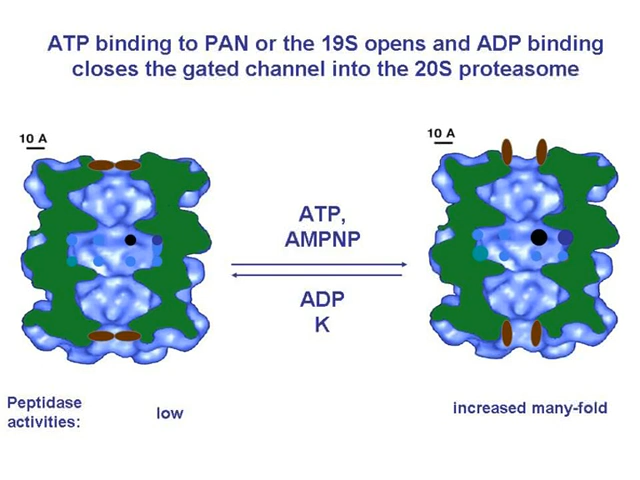 ATP binding to PAN or the 19S opens and ADP binding
closes the gated channel into the 20S proteasome
10 A
10 A
ATP,
AMPNP
ADP
K
Peptidase
activities:
low
increased many-fold